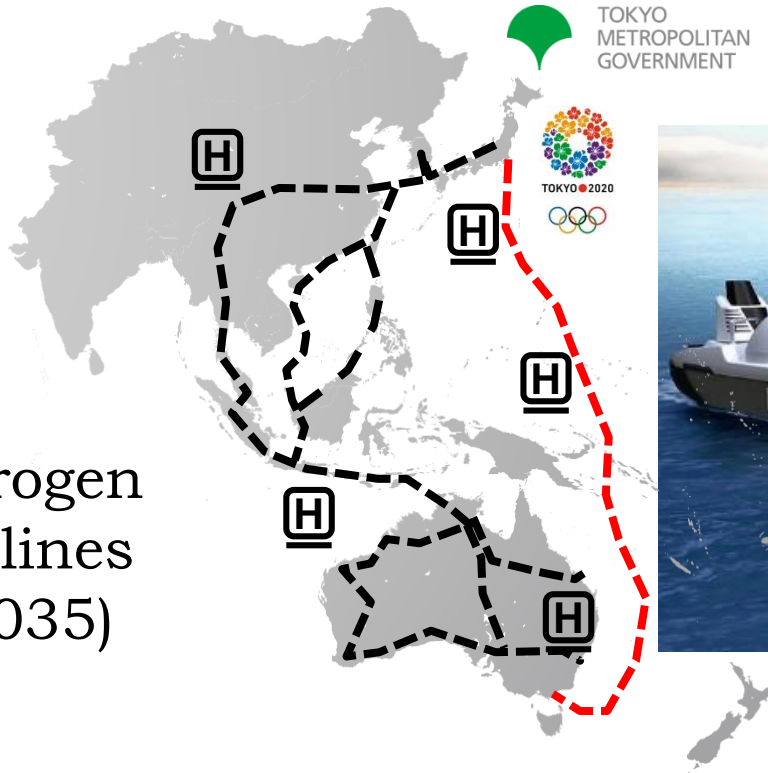 TOKYO
METROPOLITAN
GOVERNMENT
H
TOKYO●2020
H
H
rogen
lines
035)
H
H